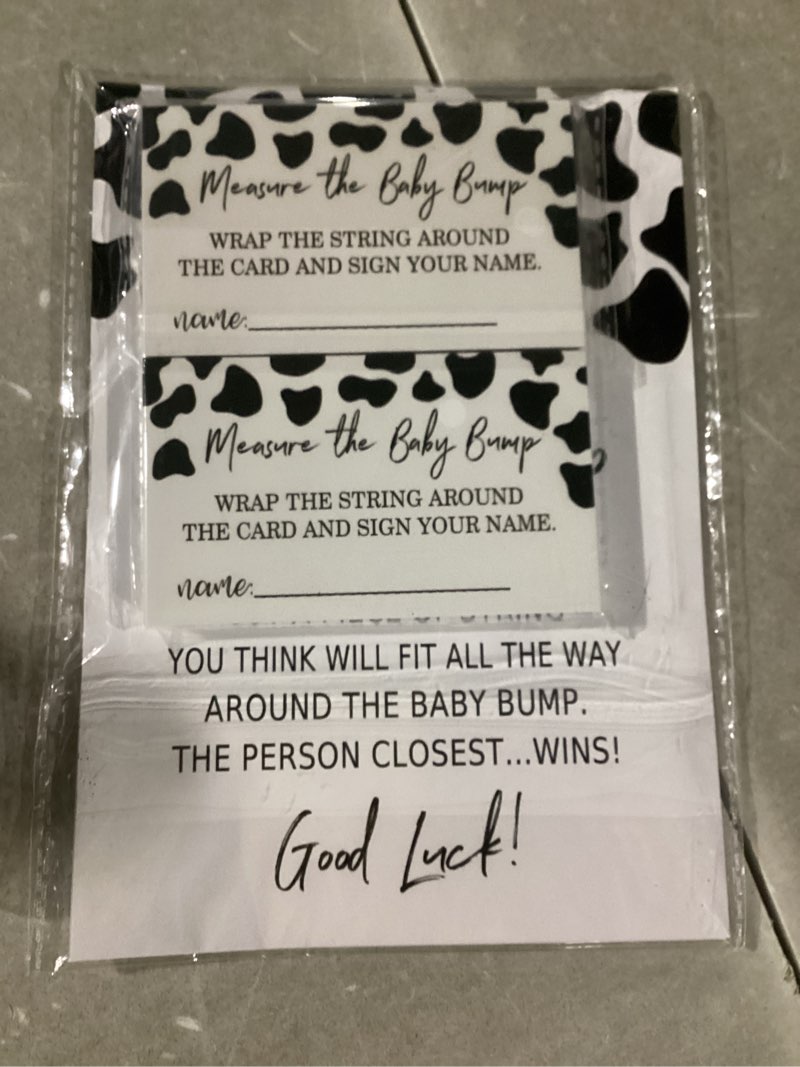 Measure the Baby Bump
WRAP THE STRING AROUND
THE CARD AND SIGN YOUR NAME.
name:
Measure the Baby Bump
WRAP THE STRING AROUND
THE CARD AND SIGN YOUR NAME.
name:
YOU THINK WILL FIT ALL THE WAY
AROUND THE BABY BUMP.
THE PERSON CLOSEST...WINS!
Good Luck!